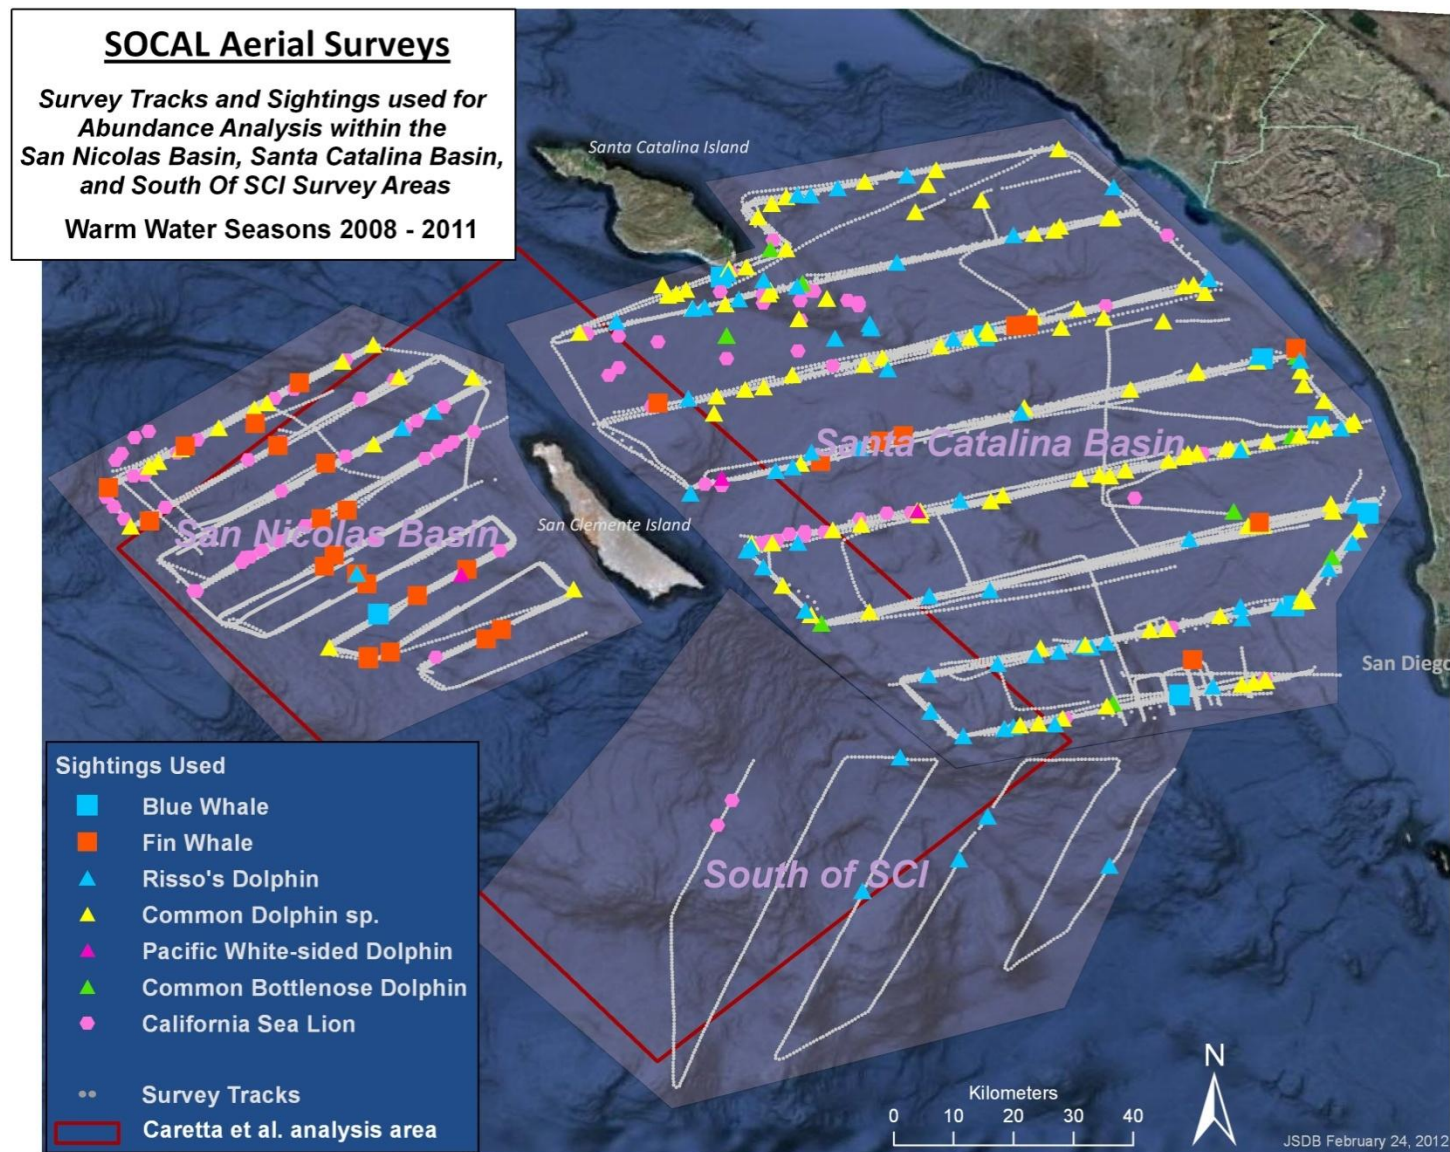 SOCAL Aerial Surveys
Survey Tracks and Sightings used for
Abundance Analysis within the
San Nicolas Basin, Santa Catalina Basin,
and South Of SCI Survey Areas
Warm Water Seasons 2008 - 2011
Santa Catalina Island
Santa Catalina Basin
San Nicolas Basin
San Clemente Island
San Diego
South of SCI
Sightings Used
Blue Whale
Fin Whale
Risso's Dolphin
Common Dolphin sp.
Pacific White-sided Dolphin
Common Bottlenose Dolphin
California Sea Lion
Survey Tracks
Caretta et al. analysis area
Kilometers
0 10 20 30 40
N
JSDB February 24, 2012